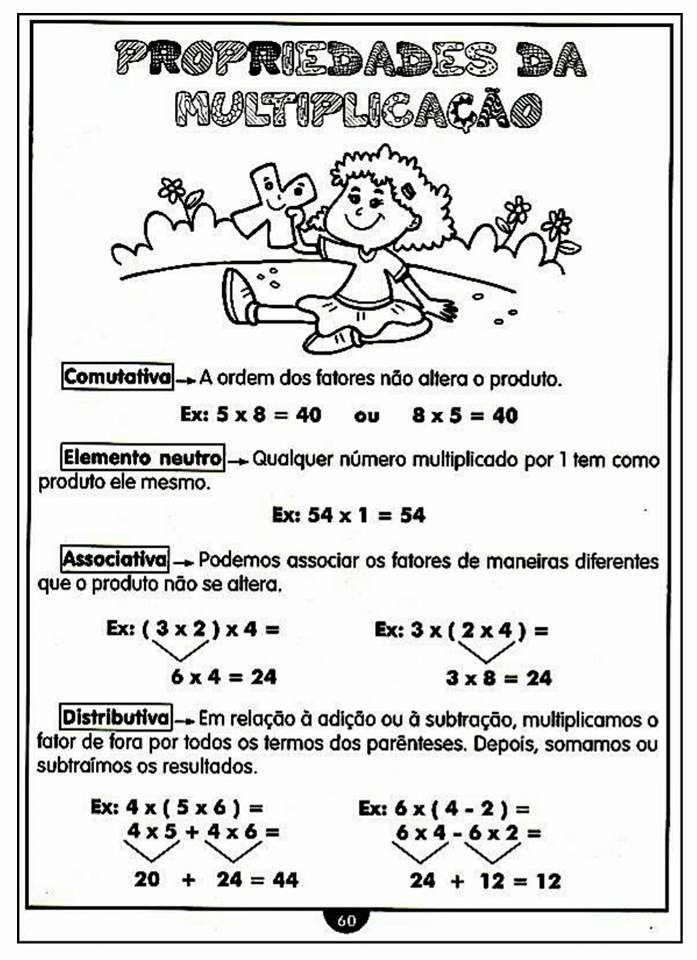 PROPRIEDADES DA
MULTIPLICAÇÃO
Comutativa → A ordem dos fatores não altera o produto.
Ex: 5 x 8 = 40 ou 8 x 5 = 40
Elemento neutro → Qualquer número multiplicado por 1 tem como
produto ele mesmo.
Ex: 54 x 1 = 54
Associativa → Podemos associar os fatores de maneiras diferentes
que o produto não se altera.
Ex: ( 3 x 2 ) x 4 = Ex: 3 x ( 2 x 4 ) =
6 x 4 = 24 3 x 8 = 24
Distributiva → Em relação à adição ou à subtração, multiplicamos o
fator de fora por todos os termos dos parênteses. Depois, somamos ou
subtraímos os resultados.
Ex: 4 x ( 5 x 6 ) = Ex: 6 x ( 4 - 2 ) =
4 x 5 + 4 x 6 = 6 x 4 - 6 x 2 =
20 + 24 = 44 24 + 12 = 12
60